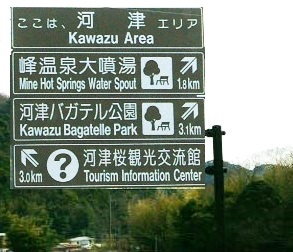 ここは、河津エリア
Kawazu Area
峰温泉大噴湯
Mine Hot Springs Water Spout
1.8km
河津バガテル公園
Kawazu Bagatelle Park
3.1km
3.0km
?
河津桜観光交流館
Tourism Information Center